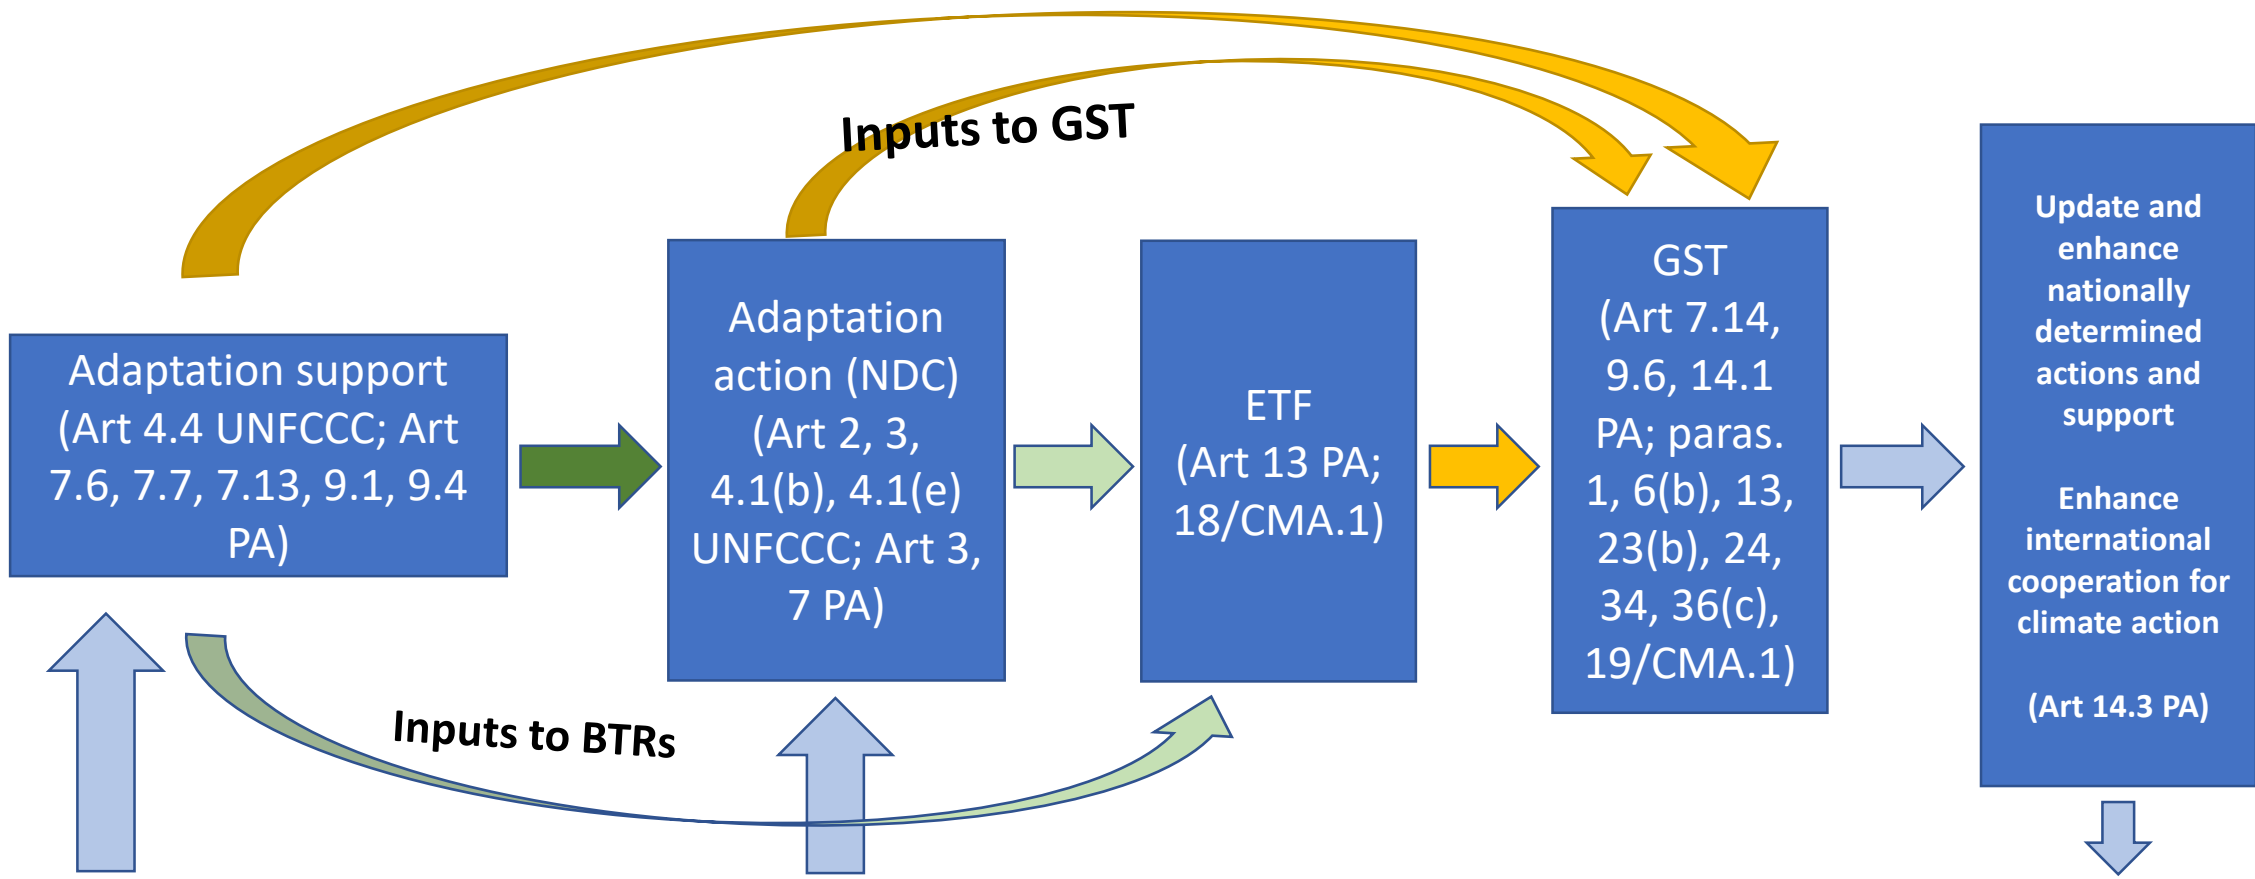 Inputs to GST
Adaptation support
(Art 4.4 UNFCCC; Art
7.6, 7.7, 7.13, 9.1, 9.4
PA)
Adaptation
action (NDC)
(Art 2, 3,
4.1(b), 4.1(e)
UNFCCC; Art 3,
7 PA)
ETF
(Art 13 PA;
18/CMA.1)
GST
(Art 7.14,
9.6, 14.1
PA; paras.
1, 6(b), 13,
23(b), 24,
34, 36(c),
19/CMA.1)
Update and
enhance
nationally
determined
actions and
support
Enhance
international
cooperation for
climate action
(Art 14.3 PA)
Inputs to BTRs